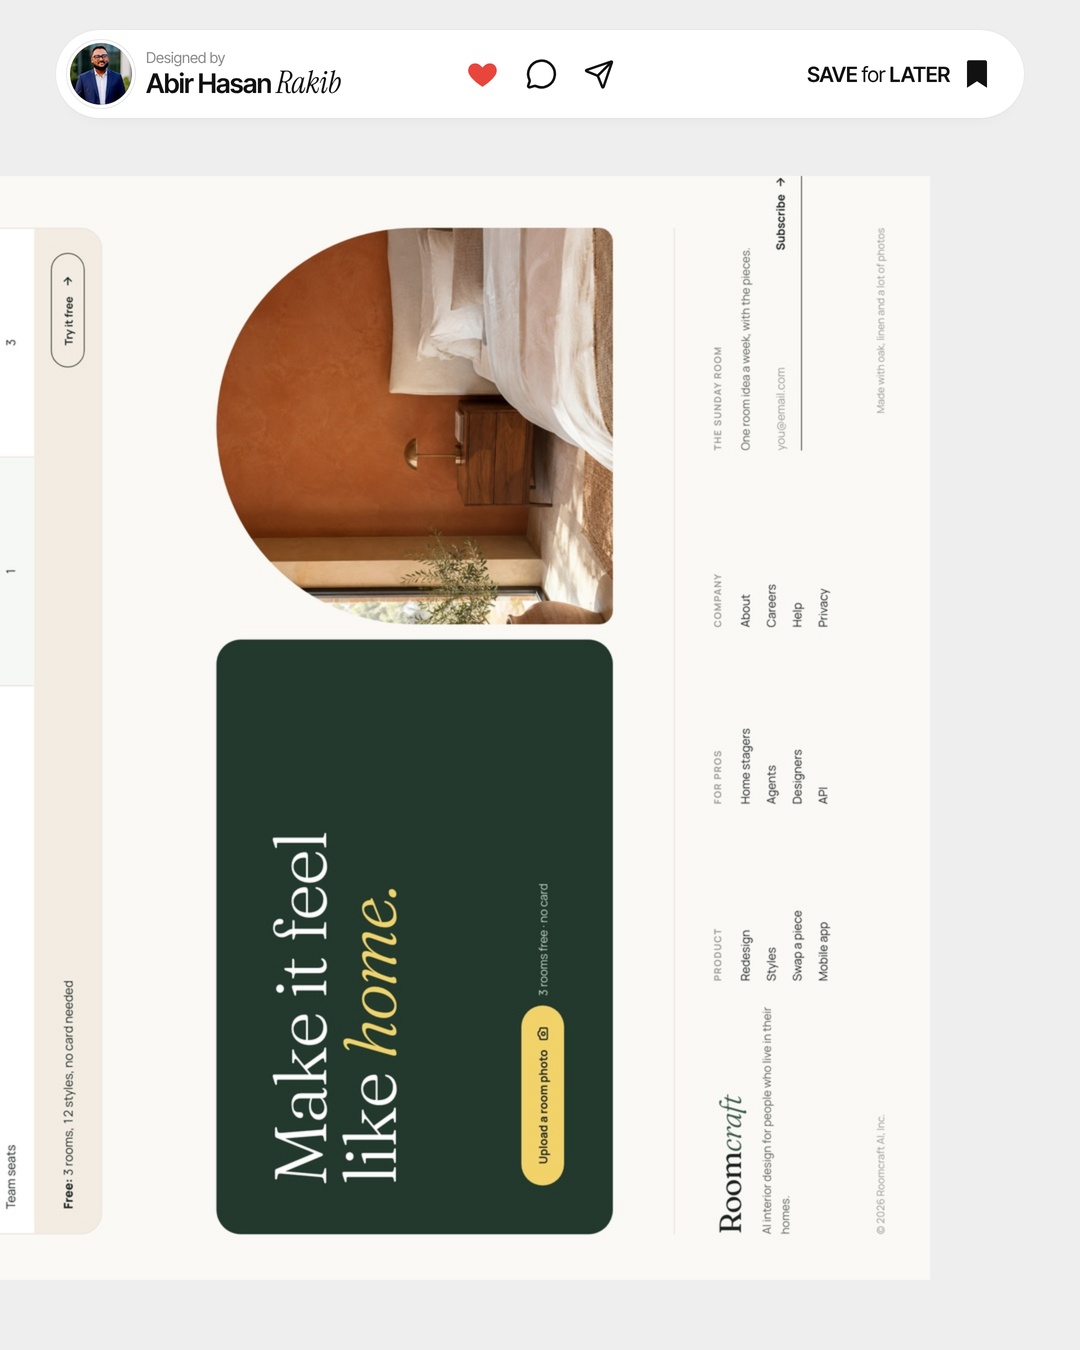 Designed by
Abir Hasan Rakib
SAVE for LATER
Team seats
1
3
Free: 3 rooms, 12 styles, no card needed
Try it free →
Make it feel
like home.
Upload a room photo
3 rooms free · no card
Roomcraft
AI interior design for people who live in their
homes.
PRODUCT
Redesign
Styles
Swap a piece
Mobile app
FOR PROS
Home stagers
Agents
Designers
API
COMPANY
About
Careers
Help
Privacy
THE SUNDAY ROOM
One room idea a week, with the pieces.
you@email.com
Subscribe →
© 2026 Roomcraft AI, Inc.
Made with oak, linen and a lot of photos